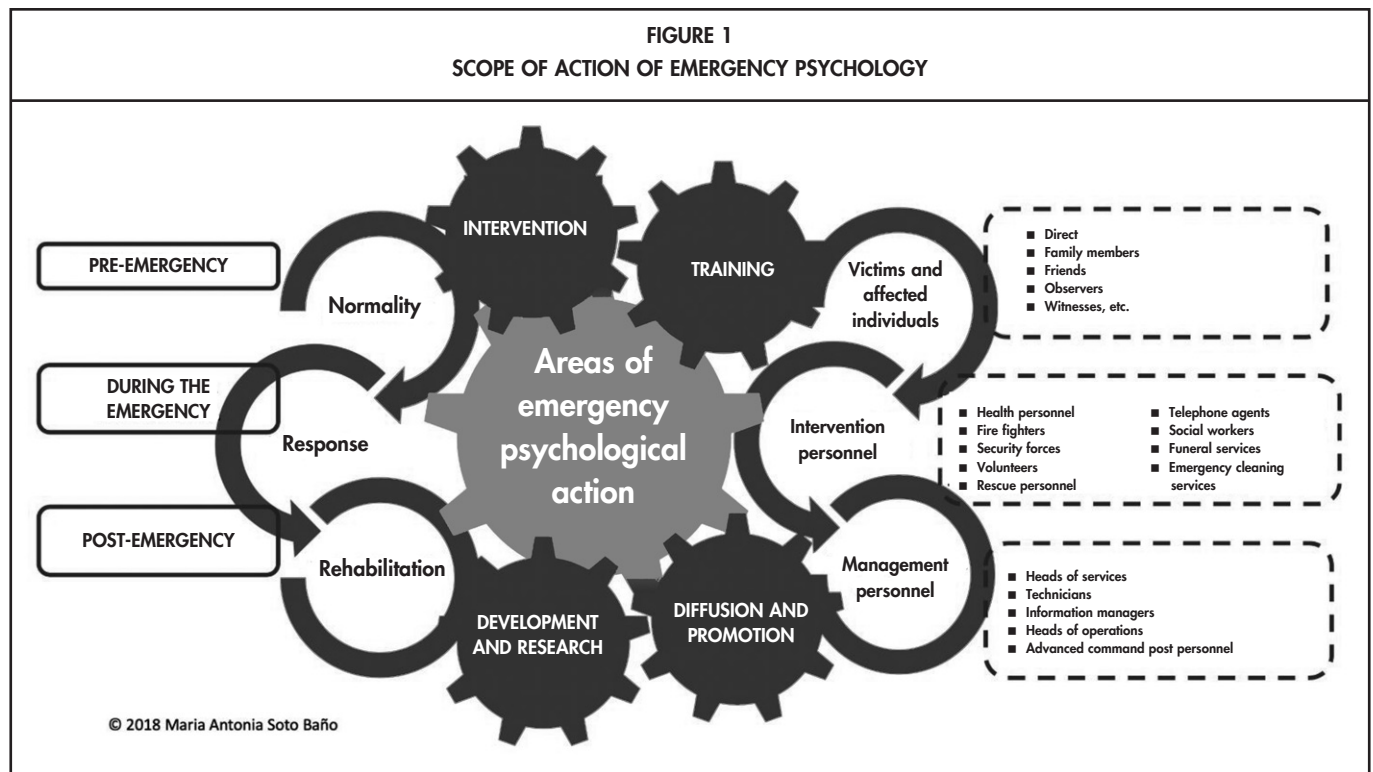 FIGURE 1
SCOPE OF ACTION OF EMERGENCY PSYCHOLOGY
PRE-EMERGENCY
DURING THE
EMERGENCY
POST-EMERGENCY
Normality
Response
Rehabilitation
INTERVENTION
TRAINING
Areas of
emergency
psychological
action
DEVELOPMENT
AND RESEARCH
DIFFUSION AND
PROMOTION
Victims and
affected
individuals
Intervention
personnel
Management
personnel
■ Direct
■ Family members
■ Friends
■ Observers
■ Witnesses, etc.
■ Health personnel
■ Fire fighters
■ Security forces
■ Volunteers
■ Rescue personnel
■ Telephone agents
■ Social workers
■ Funeral services
■ Emergency cleaning
services
■ Heads of services
■ Technicians
■ Information managers
■ Heads of operations
■ Advanced command post personnel
© 2018 Maria Antonia Soto Baño